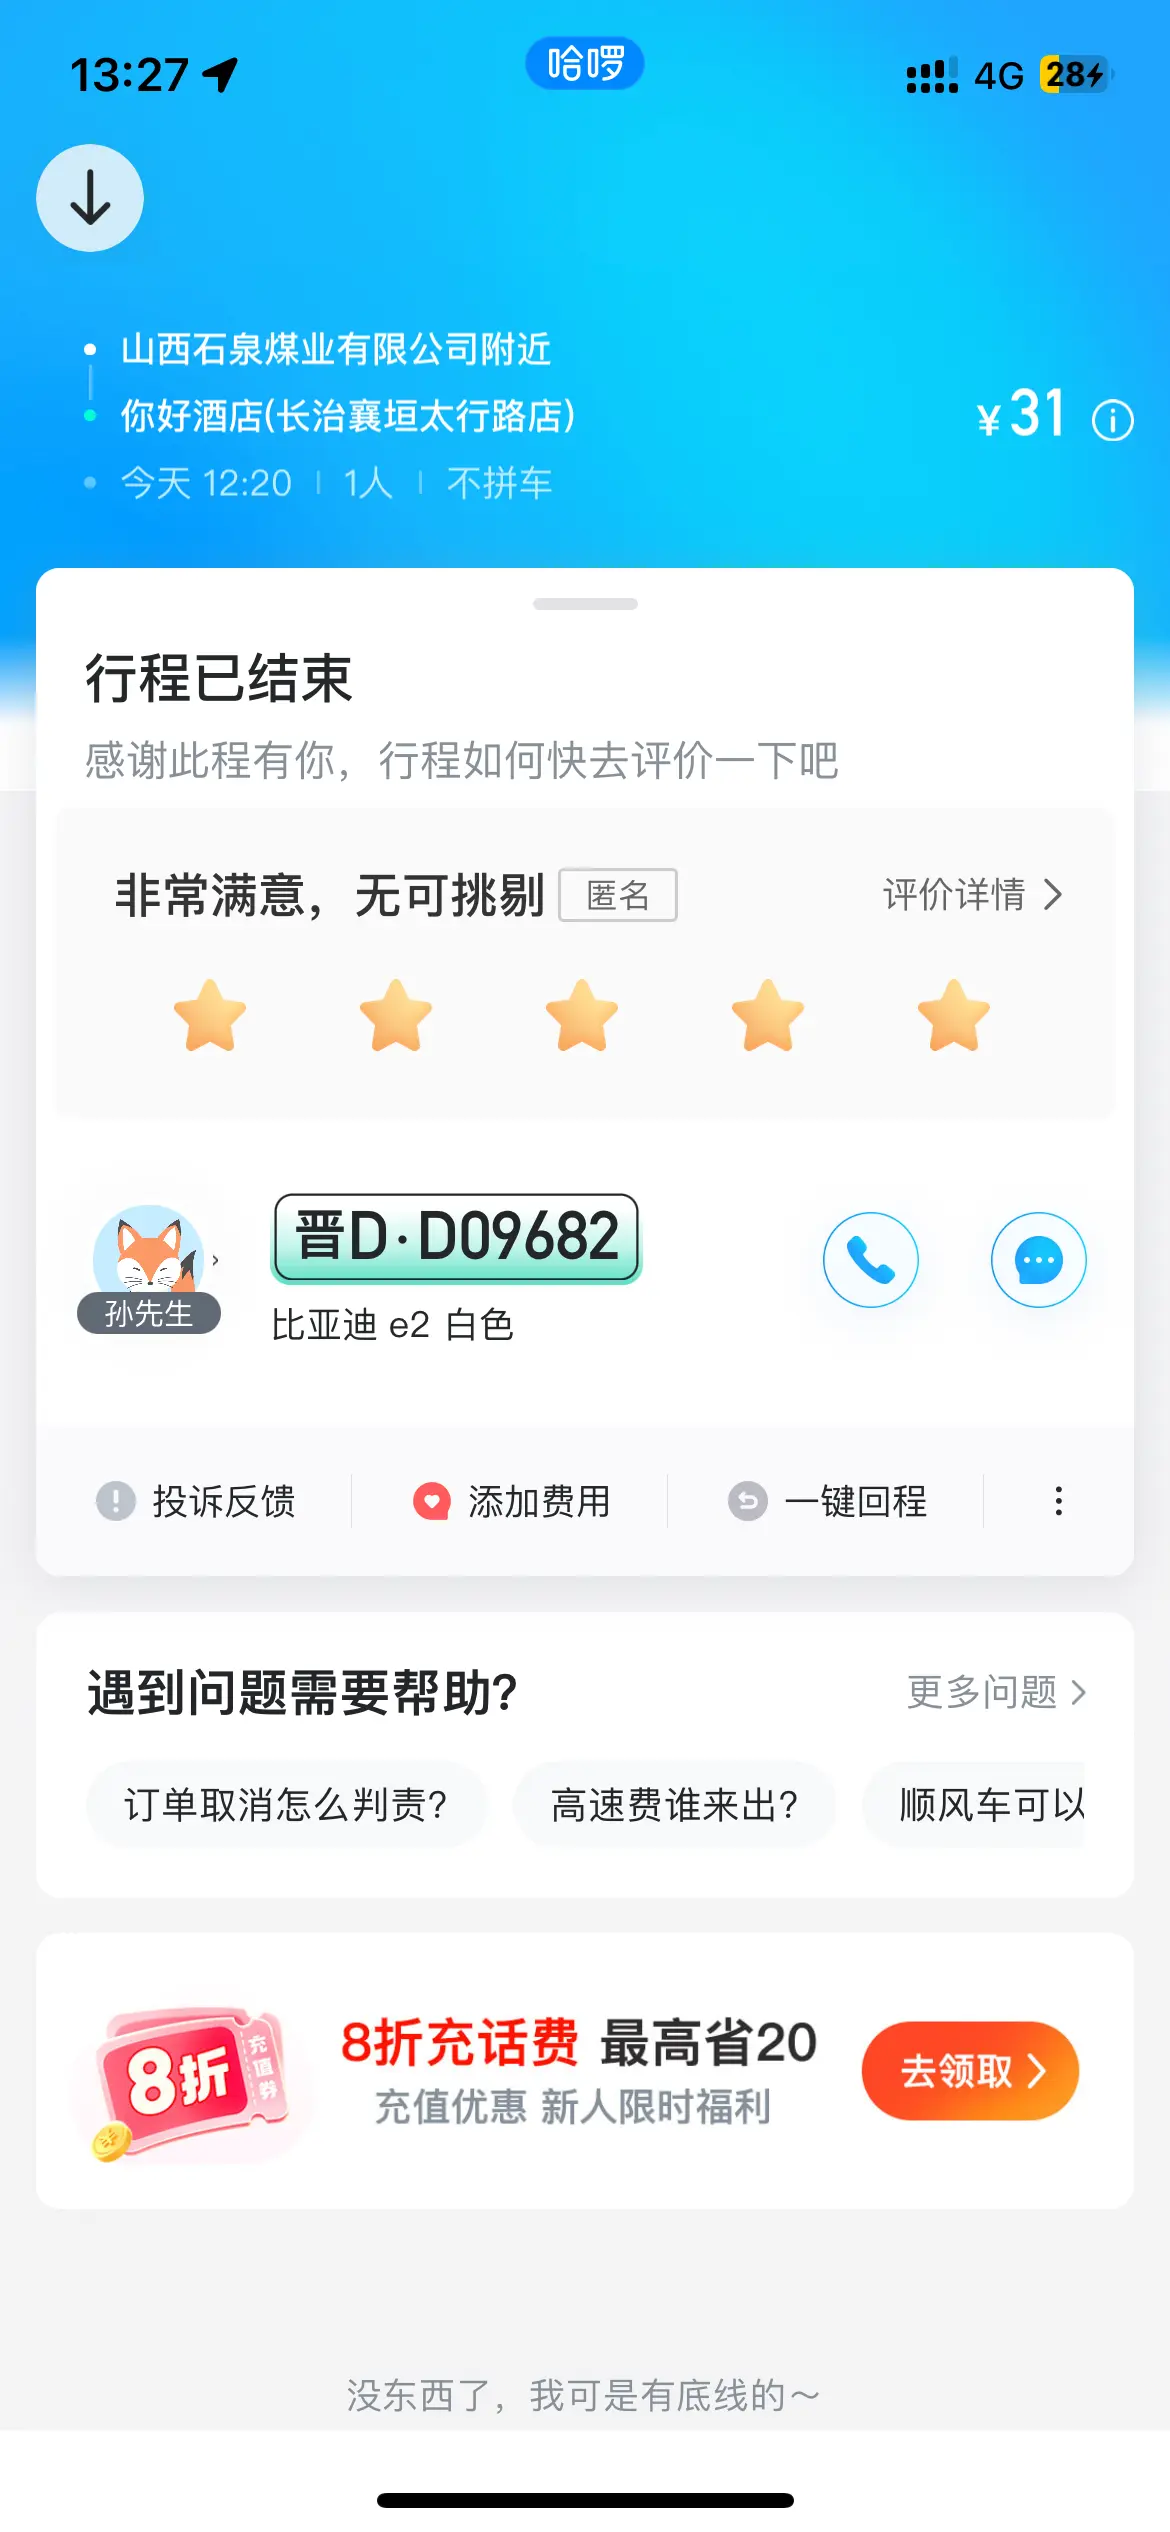 13:27
哈啰
4G
28
山西石泉煤业有限公司附近
你好酒店(长治襄垣太行路店)
¥31
今天 12:20 | 1人 | 不拼车
行程已结束
感谢此程有你，行程如何快去评价一下吧
非常满意，无可挑剔 匿名
评价详情
晋D·D09682
孙先生
比亚迪 e2 白色
投诉反馈
添加费用
一键回程
遇到问题需要帮助?
更多问题
订单取消怎么判责?
高速费谁来出?
顺风车可以
8折
充值券
8折充话费 最高省20
充值优惠 新人限时福利
去领取
没东西了，我可是有底线的～